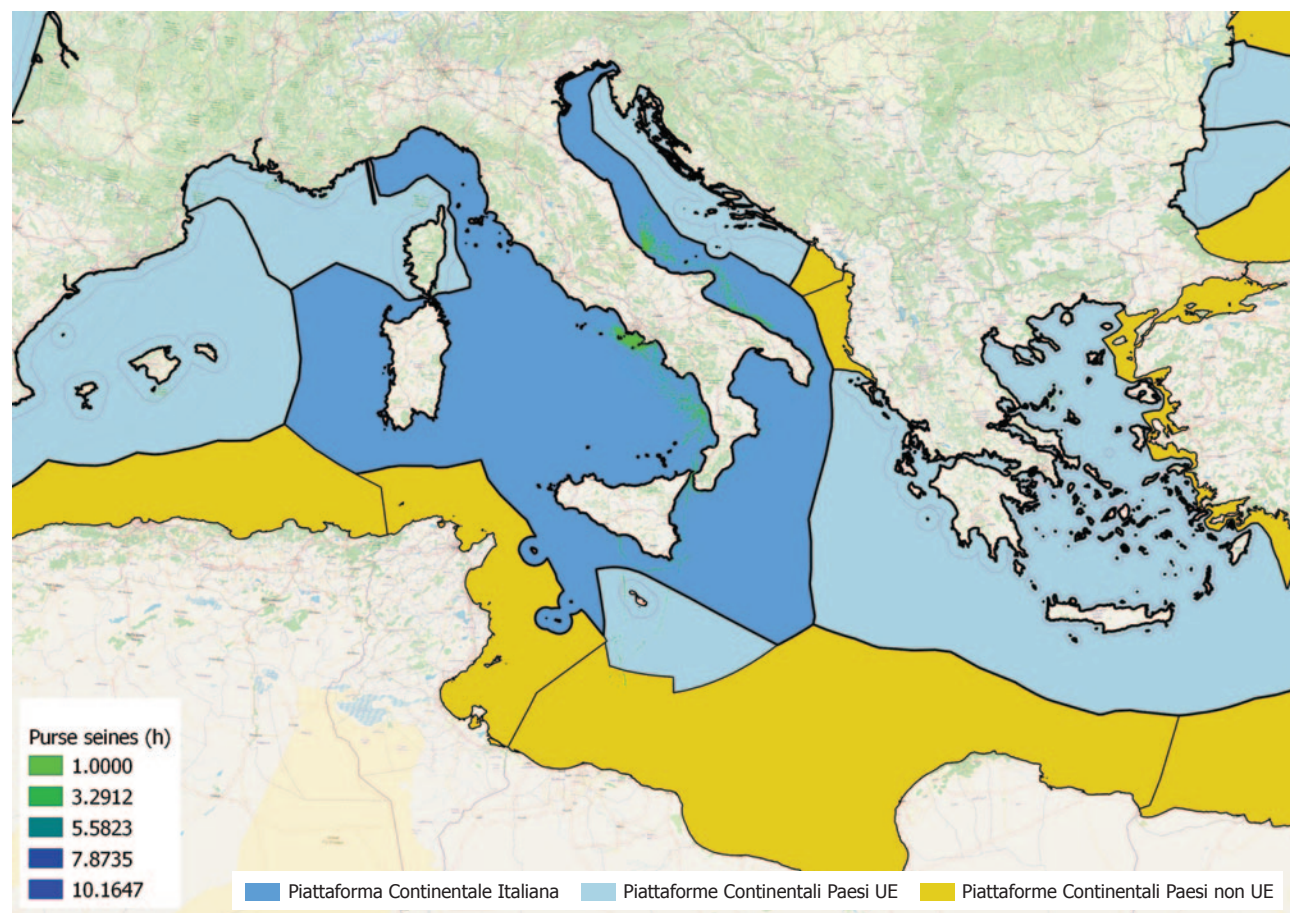 Purse seines (h)
1.0000
3.2912
5.5823
7.8735
10.1647
Piattaforma Continentale Italiana
Piattaforme Continentali Paesi UE
Piattaforme Continentali Paesi non UE